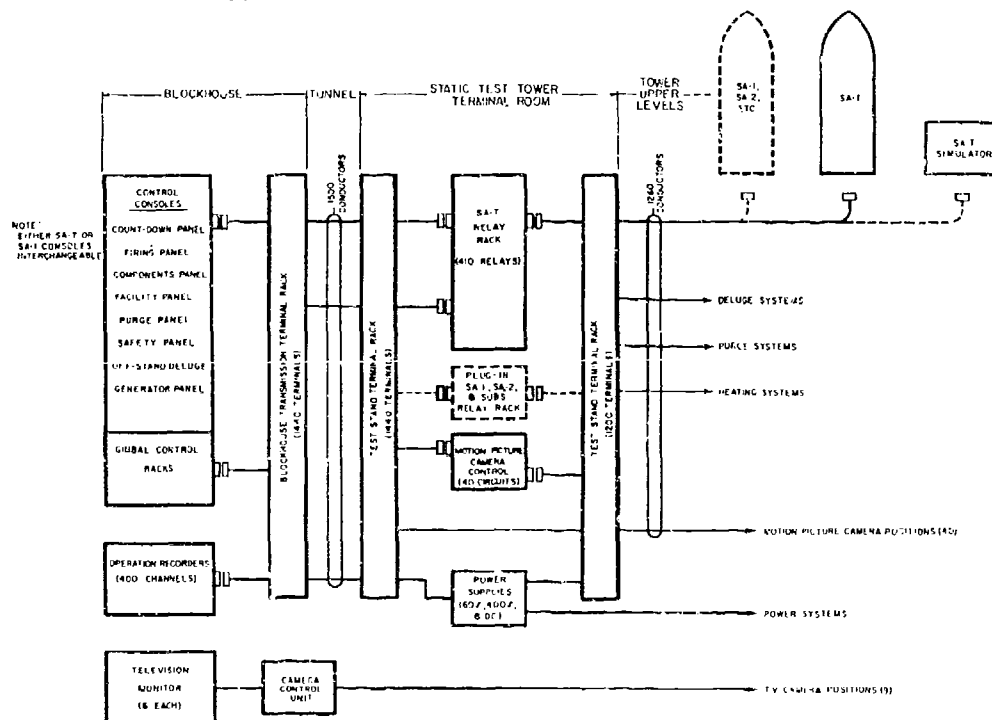 BLOCKHOUSE
TUNNEL
STATIC TEST TOWER
TERMINAL ROOM
TOWER
UPPER
LEVELS
SA-1,
SA-2,
ETC
SA-T
SA-T
SIMULATOR
NOTE:
EITHER SA-T OR
SA-1 CONSOLES
INTERCHANGEABLE
CONTROL
CONSOLES
COUNT-DOWN PANEL
FIRING PANEL
COMPONENTS PANEL
FACILITY PANEL
PURGE PANEL
SAFETY PANEL
OFF-STAND DELUGE
GENERATOR PANEL
GIMBAL CONTROL
RACKS
OPERATION RECORDERS
(400 CHANNELS)
TELEVISION
MONITOR
(6 EACH)
CAMERA
CONTROL
UNIT
BLOCKHOUSE TRANSMISSION TERMINAL RACK
(1440 TERMINALS)
1500
CONDUCTORS
TEST STAND TERMINAL RACK
(1440 TERMINALS)
SA-T
RELAY
RACK
(410 RELAYS)
PLUG-IN
SA-1, SA-2,
& SUBS
RELAY RACK
MOTION PICTURE
CAMERA
CONTROL
(40 CIRCUITS)
POWER
SUPPLIES
(60~, 400~,
& DC)
TEST STAND TERMINAL RACK
(1200 TERMINALS)
1260
CONDUCTORS
DELUGE SYSTEMS
PURGE SYSTEMS
HEATING SYSTEMS
MOTION PICTURE CAMERA POSITIONS (40)
POWER SYSTEMS
T V CAMERA POSITIONS (9)